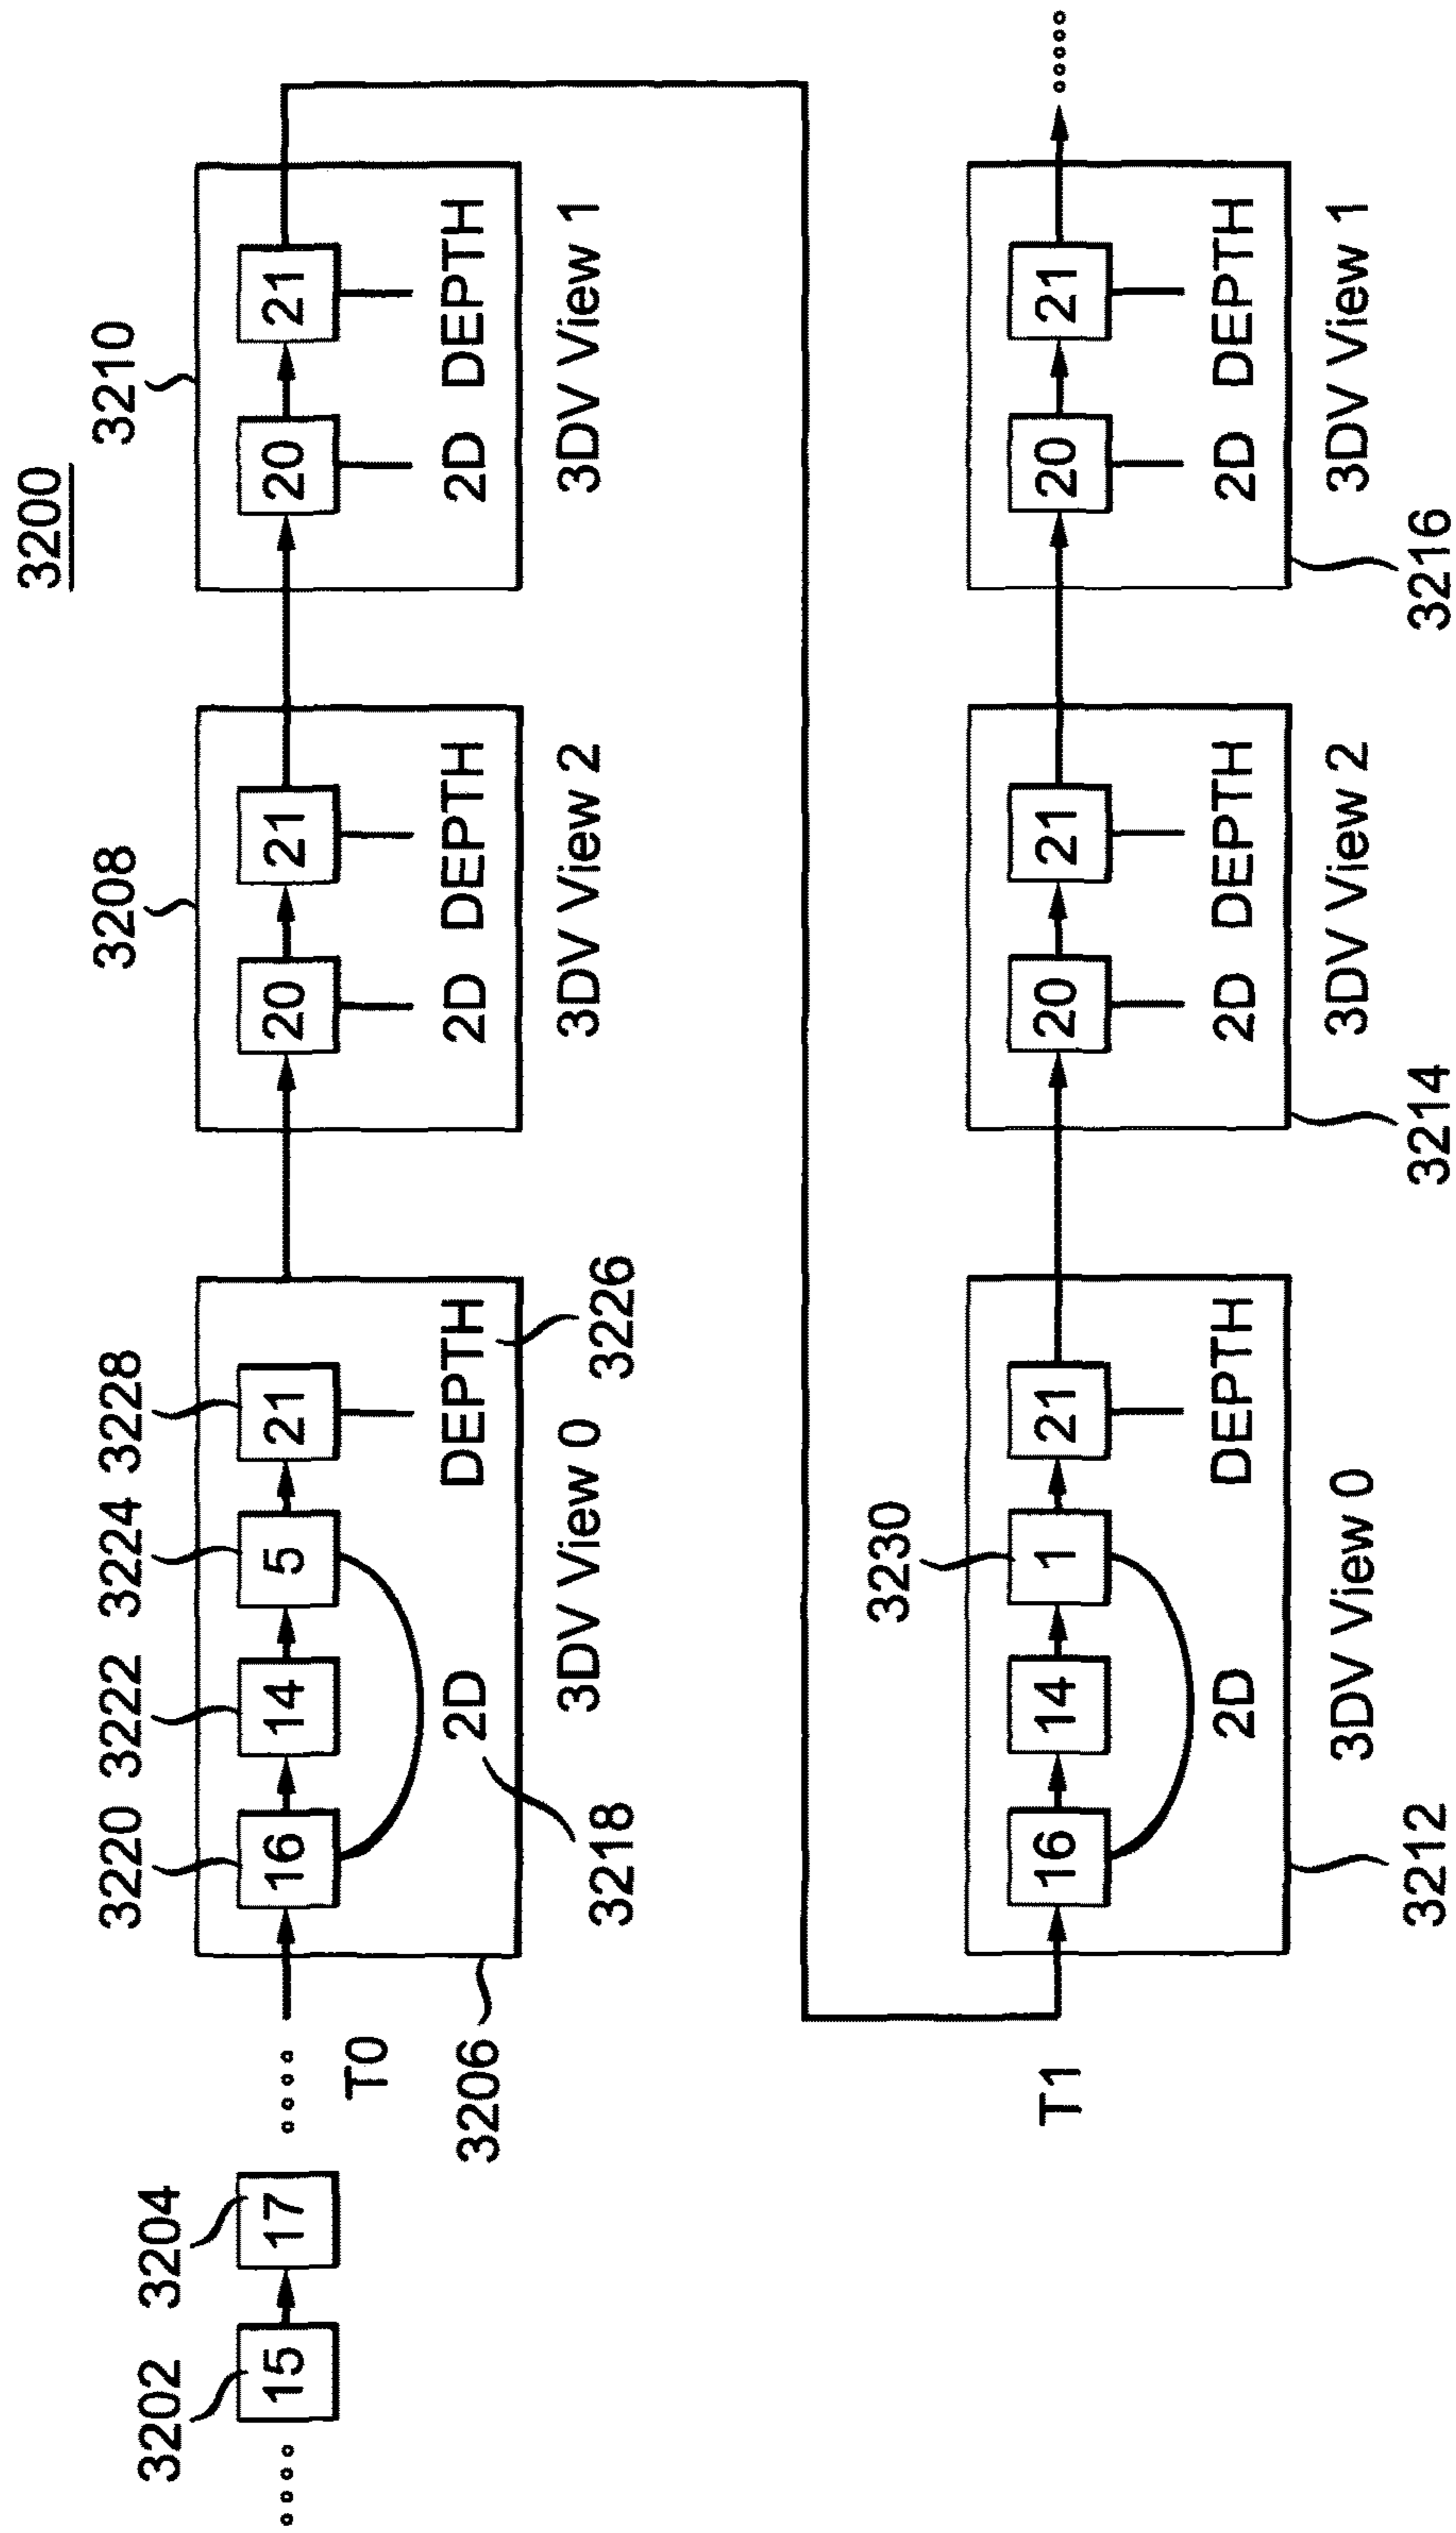 3200
3202 3204 3220 3222 3224 3228 3208 3210
15 17 16 14 5 21 20 21 20 21
T0 2D DEPTH 2D DEPTH 2D DEPTH
3206 3DV View 0 3DV View 2 3DV View 1
3218 3226
3230
16 14 1 21 20 21 20 21
T1
2D DEPTH 2D DEPTH 2D DEPTH
3DV View 0 3DV View 2 3DV View 1
3212 3214 3216